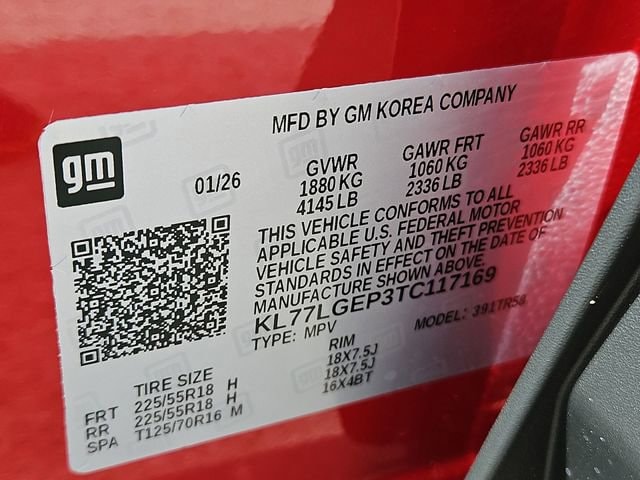 MFD BY GM KOREA COMPANY
gm
01/26
GVWR GAWR FRT GAWR RR
1880 KG 1060 KG 1060 KG
4145 LB 2336 LB 2336 LB
THIS VEHICLE CONFORMS TO ALL
APPLICABLE U.S. FEDERAL MOTOR
VEHICLE SAFETY AND THEFT PREVENTION
STANDARDS IN EFFECT ON THE DATE OF
MANUFACTURE SHOWN ABOVE.
KL77LGEP3TC117169
TYPE: MPV MODEL: 391TR58
TIRE SIZE RIM
FRT 225/55R18 H 18X7.5J
RR 225/55R18 H 18X7.5J
SPA T125/70R16 M 16X4BT